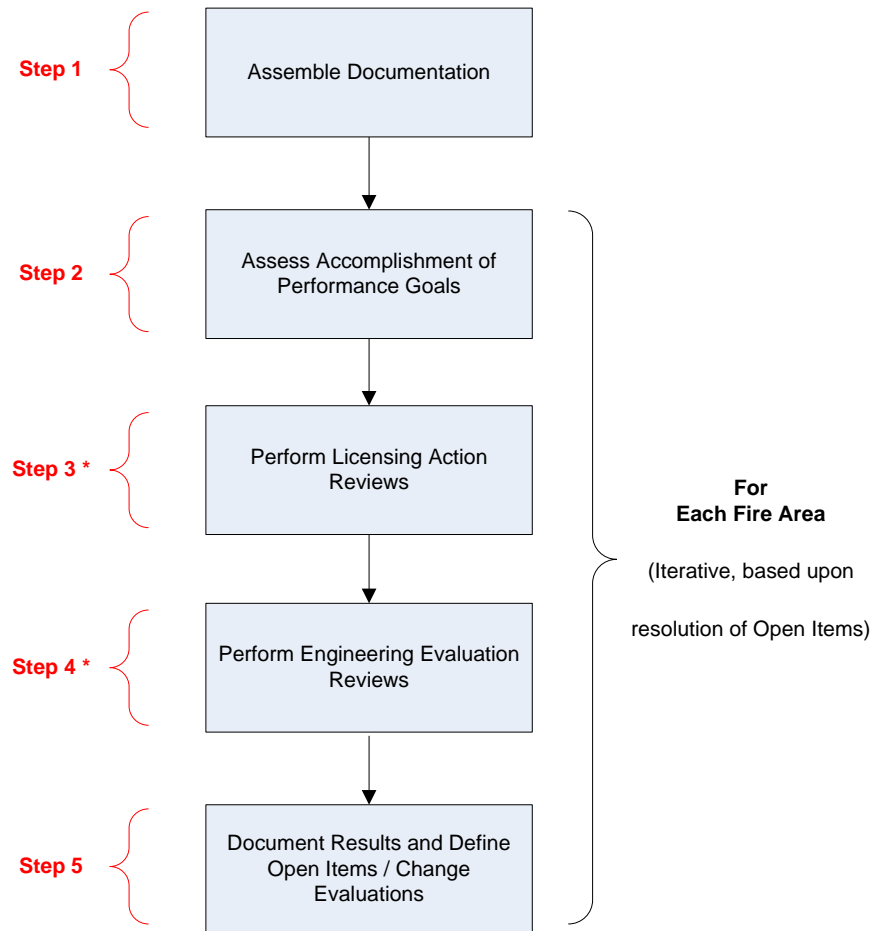 Step 1
Assemble Documentation
Step 2
Assess Accomplishment of
Performance Goals
Step 3 *
Perform Licensing Action
Reviews
Step 4 *
Perform Engineering Evaluation
Reviews
Step 5
Document Results and Define
Open Items / Change
Evaluations
For
Each Fire Area
(Iterative, based upon
resolution of Open Items)